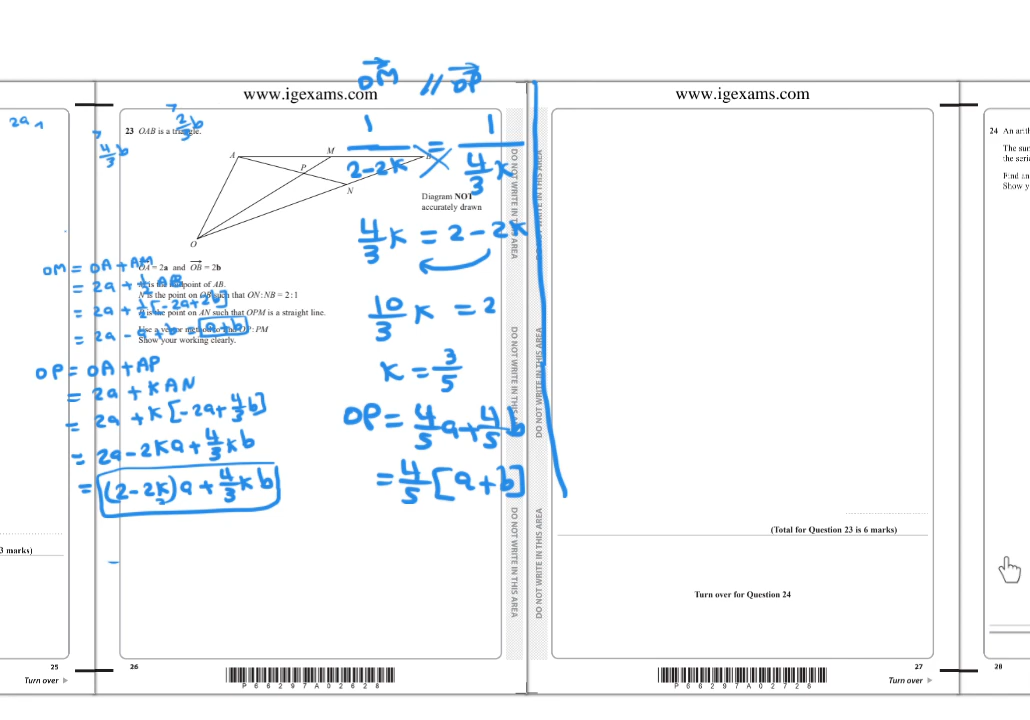 OM // OP
www.igexams.com
www.igexams.com
2a
2/3 b
4/3 b
23 OAB is a triangle.
1/(2-2k) = 1/(4/3 k)
A
M
P
N
O
Diagram NOT
accurately drawn
4/3 k = 2 - 2k
OA = 2a and OB = 2b
is the midpoint of AB.
N is the point on OB such that ON : NB = 2 : 1
is the point on AN such that OPM is a straight line.
Use a vector method to find : PM
Show your working clearly.
OM = OA + AM
= 2a + 1/2 AB
= 2a + 1/2 [-2a + 2b]
= 2a - a + b = a + b
10/3 k = 2
k = 3/5
OP = OA + AP
= 2a + K AN
= 2a + K [-2a + 4/3 b]
= 2a - 2Ka + 4/3 k b
= (2 - 2k) a + 4/3 k b
OP = 4/5 a + 4/5 b
= 4/5 [a + b]
DO NOT WRITE IN THIS AREA
DO NOT WRITE IN THIS AREA
DO NOT WRITE IN THIS AREA
DO NOT WRITE IN THIS AREA
DO NOT WRITE IN THIS AREA
DO NOT WRITE IN THIS AREA
3 marks)
25
Turn over
26
P 6 6 2 9 7 A 0 2 6 2 8
(Total for Question 23 is 6 marks)
Turn over for Question 24
P 6 6 2 9 7 A 0 2 7 2 8
27
Turn over
24 An arith
The sum
the serie
Find an
Show y
28